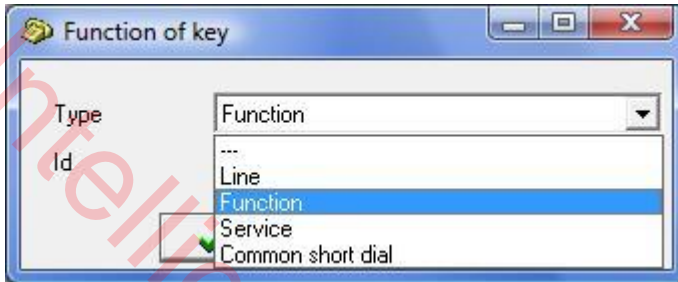 Function of key
Type
Function
Id
---
Line
Function
Service
Common short dial